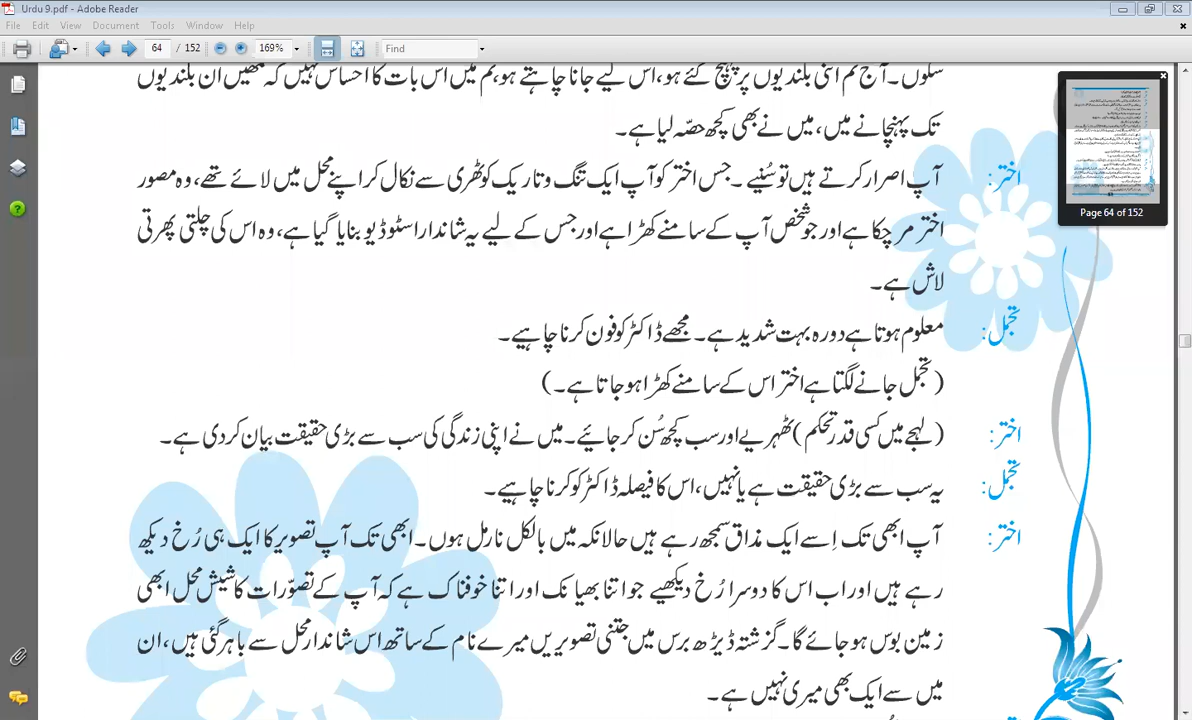 Urdu 9.pdf - Adobe Reader
File Edit View Document Tools Window Help
64 / 152 169% Find
سکوں۔ آج تم اتنی بلندیوں پر پہنچ گئے ہو، اس لیے جانا چاہتے ہو، تم میں اس بات کا احساس نہیں کہ تمھیں ان بلندیوں
تک پہنچانے میں، میں نے بھی کچھ حصّہ لیا ہے۔
اختر: آپ اصرار کرتے ہیں تو سُنیے۔ جس اختر کو آپ ایک تنگ و تاریک کوٹھری سے نکال کر اپنے محل میں لائے تھے، وہ مصور
اختر مر چکا ہے اور جو شخص آپ کے سامنے کھڑا ہے اور جس کے لیے یہ شاندار اسٹوڈیو بنایا گیا ہے، وہ اس کی چلتی پھرتی
لاش ہے۔
تجمل: معلوم ہوتا ہے دورہ بہت شدید ہے۔ مجھے ڈاکٹر کو فون کرنا چاہیے۔
(تجمل جانے لگتا ہے اختر اس کے سامنے کھڑا ہو جاتا ہے۔)
اختر: (لہجے میں کسی قدر تحکم) ٹھہریے اور سب کچھ سُن کر جائیے۔ میں نے اپنی زندگی کی سب سے بڑی حقیقت بیان کر دی ہے۔
تجمل: یہ سب سے بڑی حقیقت ہے یا نہیں، اس کا فیصلہ ڈاکٹر کو کرنا چاہیے۔
اختر: آپ ابھی تک اِسے ایک مذاق سمجھ رہے ہیں حالانکہ میں بالکل نارمل ہوں۔ ابھی تک آپ تصویر کا ایک ہی رُخ دیکھ
رہے ہیں اور اب اس کا دوسرا رُخ دیکھیے جو اتنا بھیانک اور اتنا خوفناک ہے کہ آپ کے تصوّرات کا شیش محل ابھی
زمین بوس ہو جائے گا۔ گزشتہ ڈیڑھ برس میں جتنی تصویریں میرے نام کے ساتھ اس شاندار محل سے باہر گئی ہیں، ان
میں سے ایک بھی میری نہیں ہے۔
Page 64 of 152